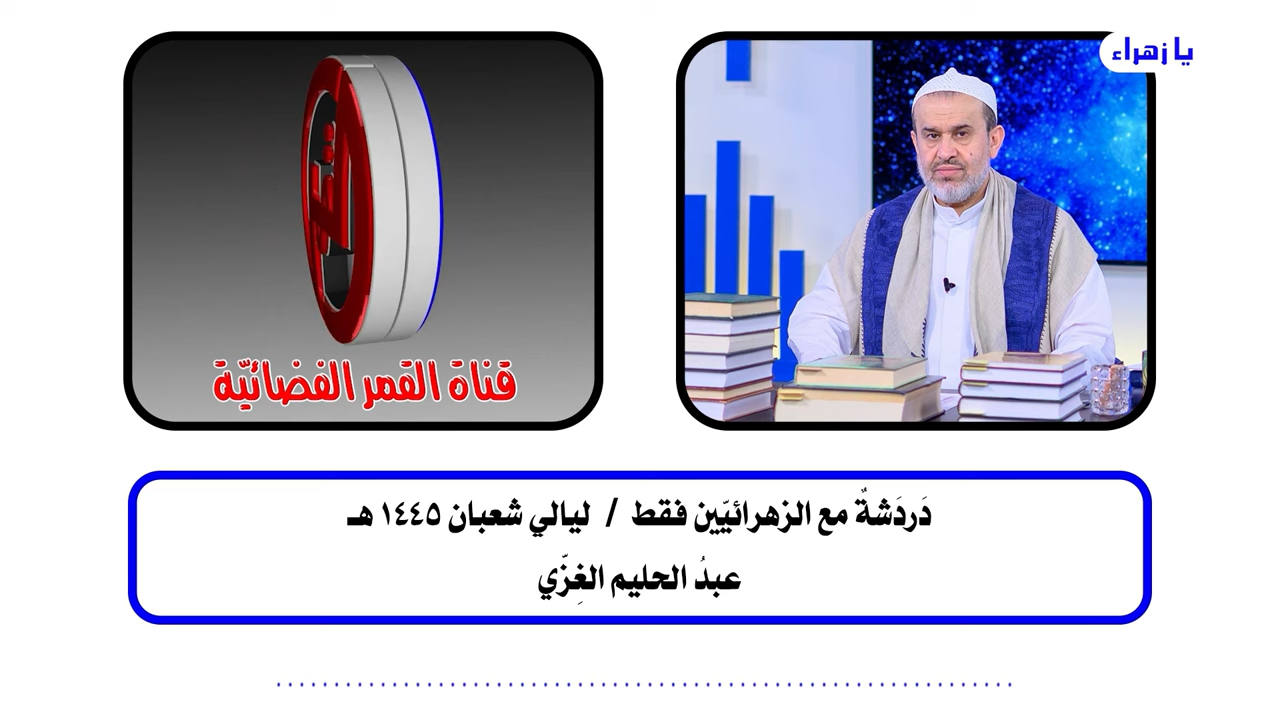 يا زهراء
قناة القمر الفضائيّة
دَردَشةٌ مع الزهرائيّين فقط / ليالي شعبان ١٤٤٥ هـ
عبدُ الحليم الغِزّي